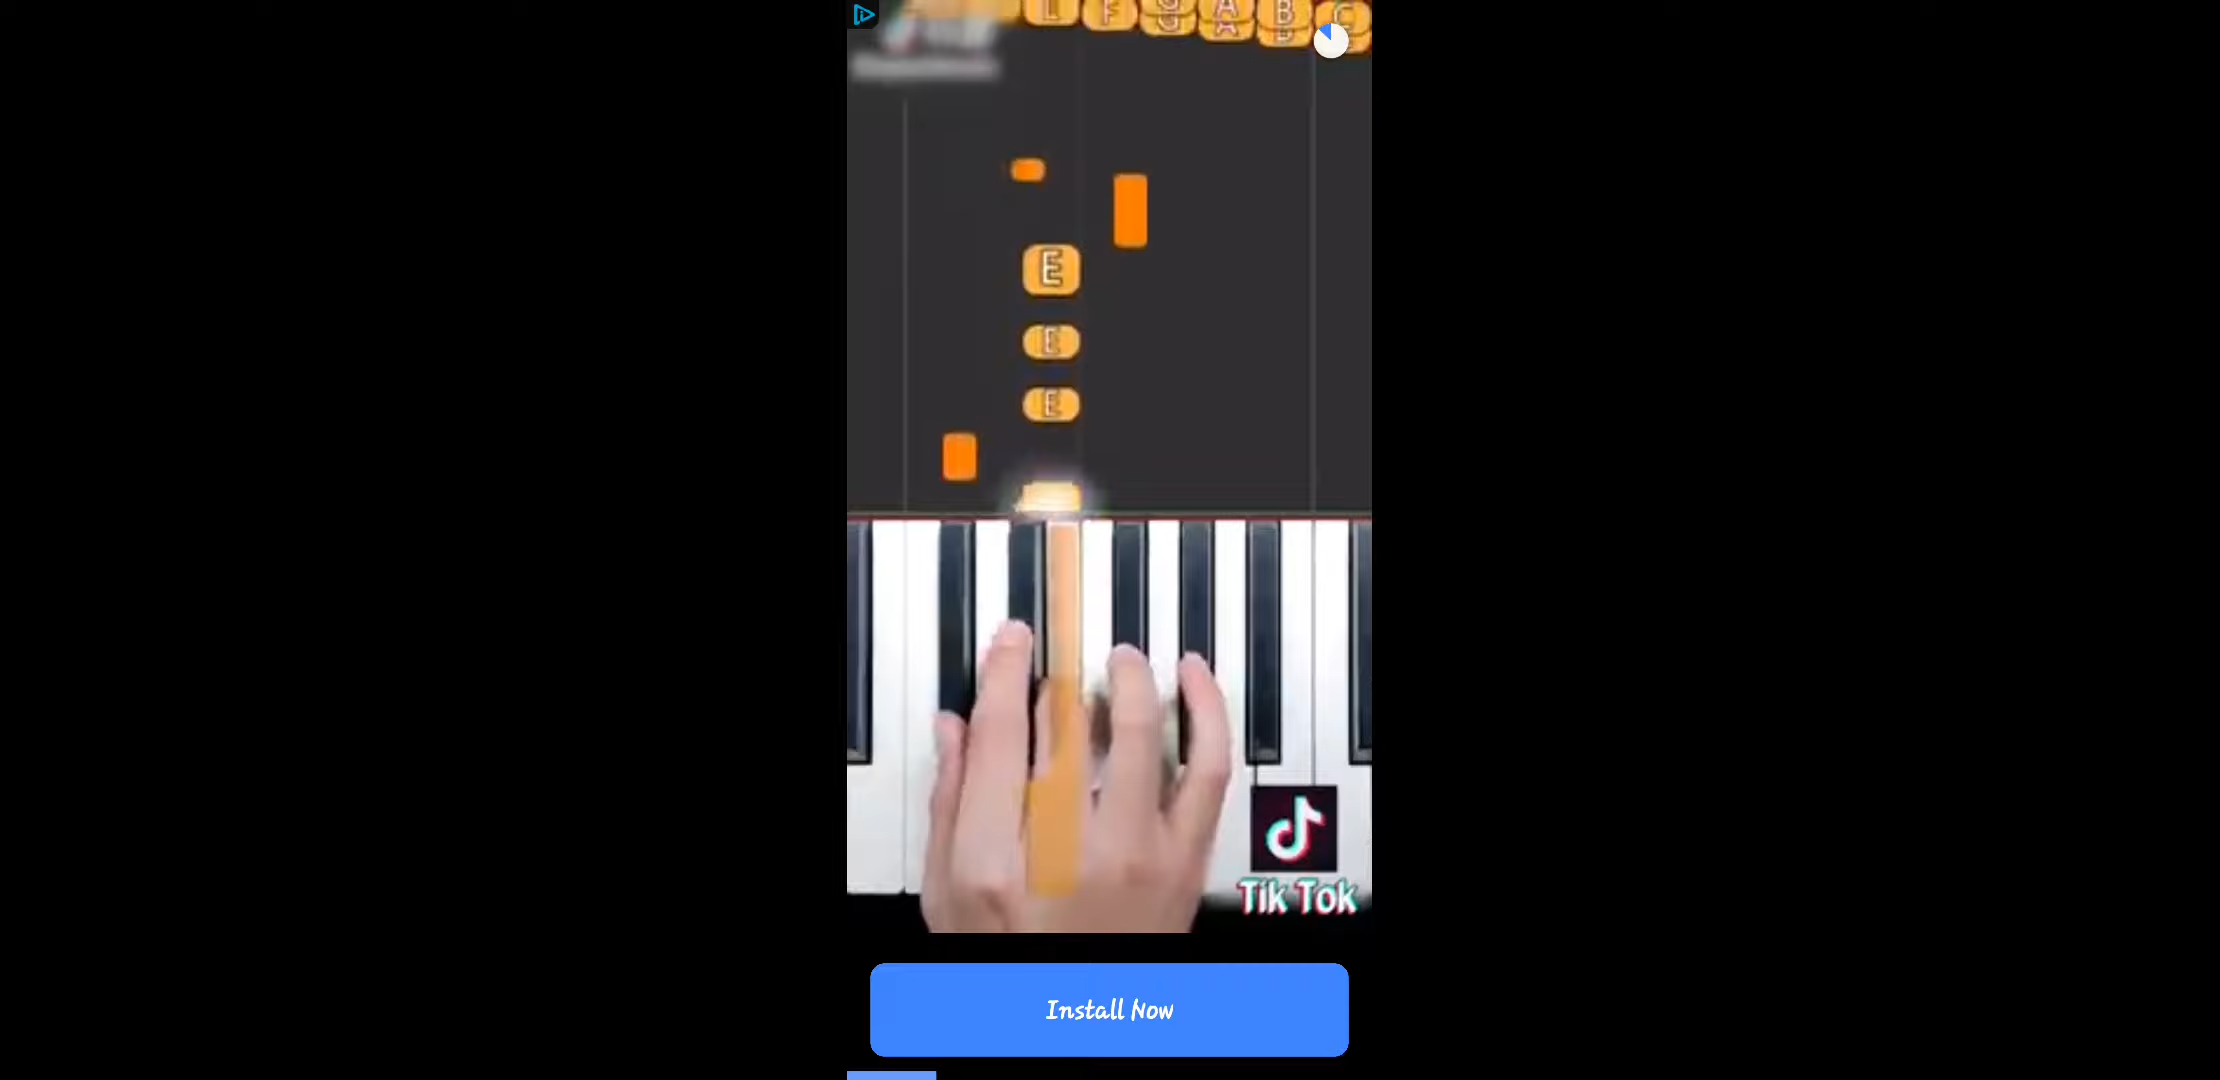 F G A B C
E
E
E
Tik Tok
Install Now